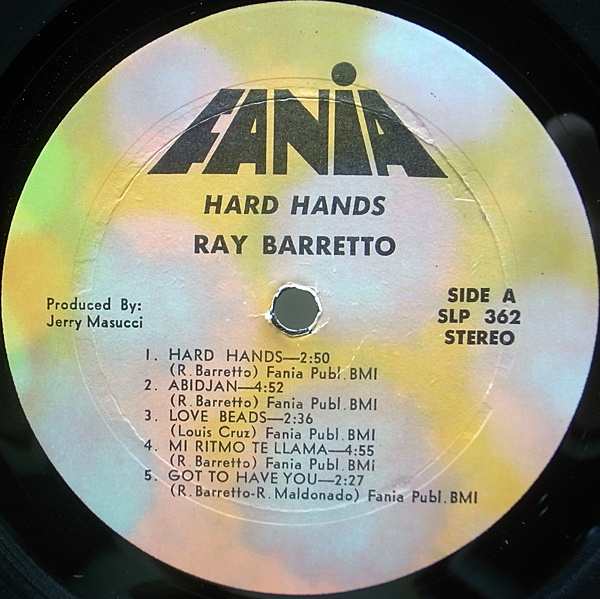 FANIA
HARD HANDS
RAY BARRETTO
Produced By:
Jerry Masucci
SIDE A
SLP 362
STEREO
1. HARD HANDS—2:50
(R. Barretto) Fania Publ. BMI
2. ABIDJAN—4:52
(R. Barretto) Fania Publ. BMI
3. LOVE BEADS—2:36
(Louis Cruz) Fania Publ. BMI
4. MI RITMO TE LLAMA—4:55
(R. Barretto) Fania Publ. BMi
5. GOT TO HAVE YOU—2:27
(R. Barretto-R. Maldonado) Fania Publ. BMI